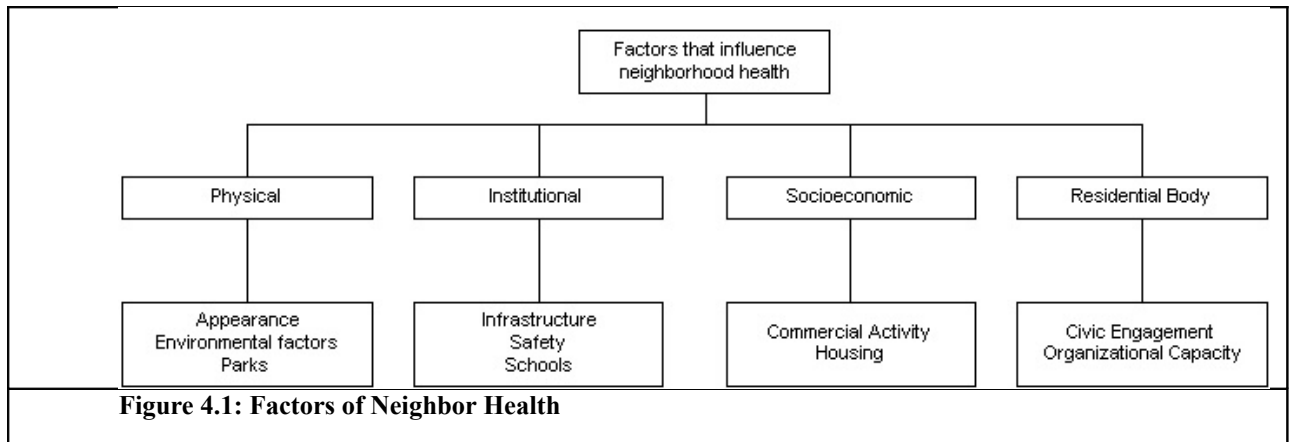 Factors that influence
neighborhood health
Physical
Institutional
Socioeconomic
Residential Body
Appearance
Environmental factors
Parks
Infrastructure
Safety
Schools
Commercial Activity
Housing
Civic Engagement
Organizational Capacity
Figure 4.1: Factors of Neighbor Health